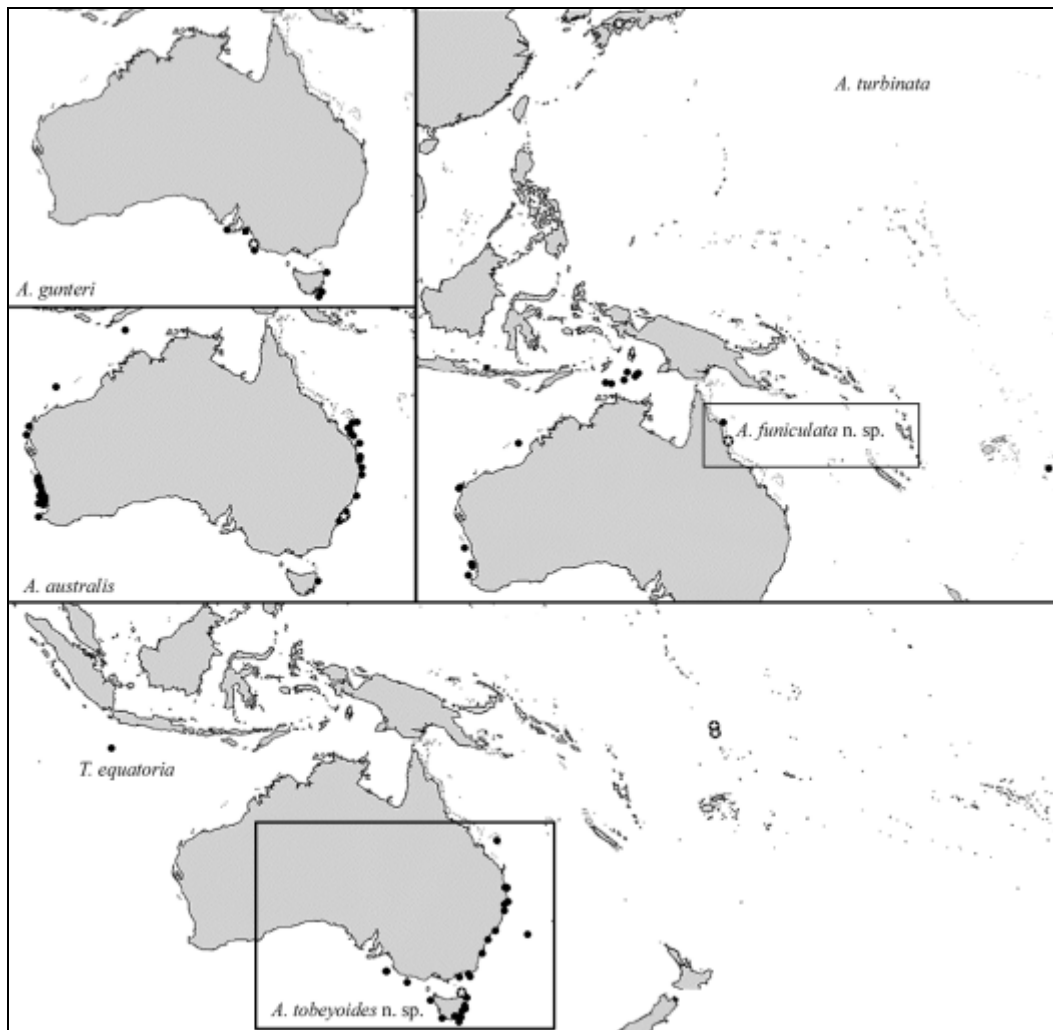 A. gunteri
A. turbinata
A. funiculata n. sp.
A. australis
T. equatoria
A. tobeyoides n. sp.